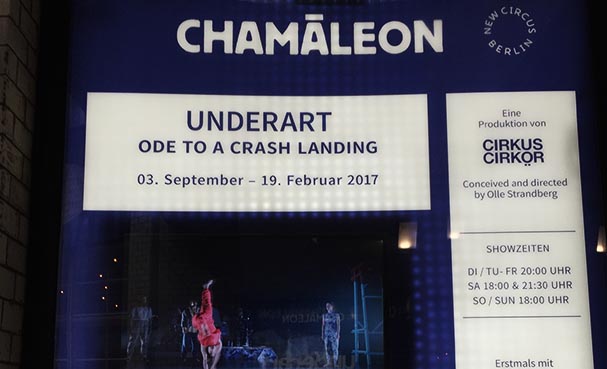 CHAMĀLEON
NEW CIRCUS
BERLIN
UNDERART
ODE TO A CRASH LANDING
03. September – 19. Februar 2017
Eine
Produktion von
CIRKUS
CIRKÖR
Conceived and directed
by Olle Strandberg
SHOWZEITEN
DI / TU- FR 20:00 UHR
SA 18:00 & 21:30 UHR
SO / SUN 18:00 UHR
Erstmals mit
CHAMĀLEON